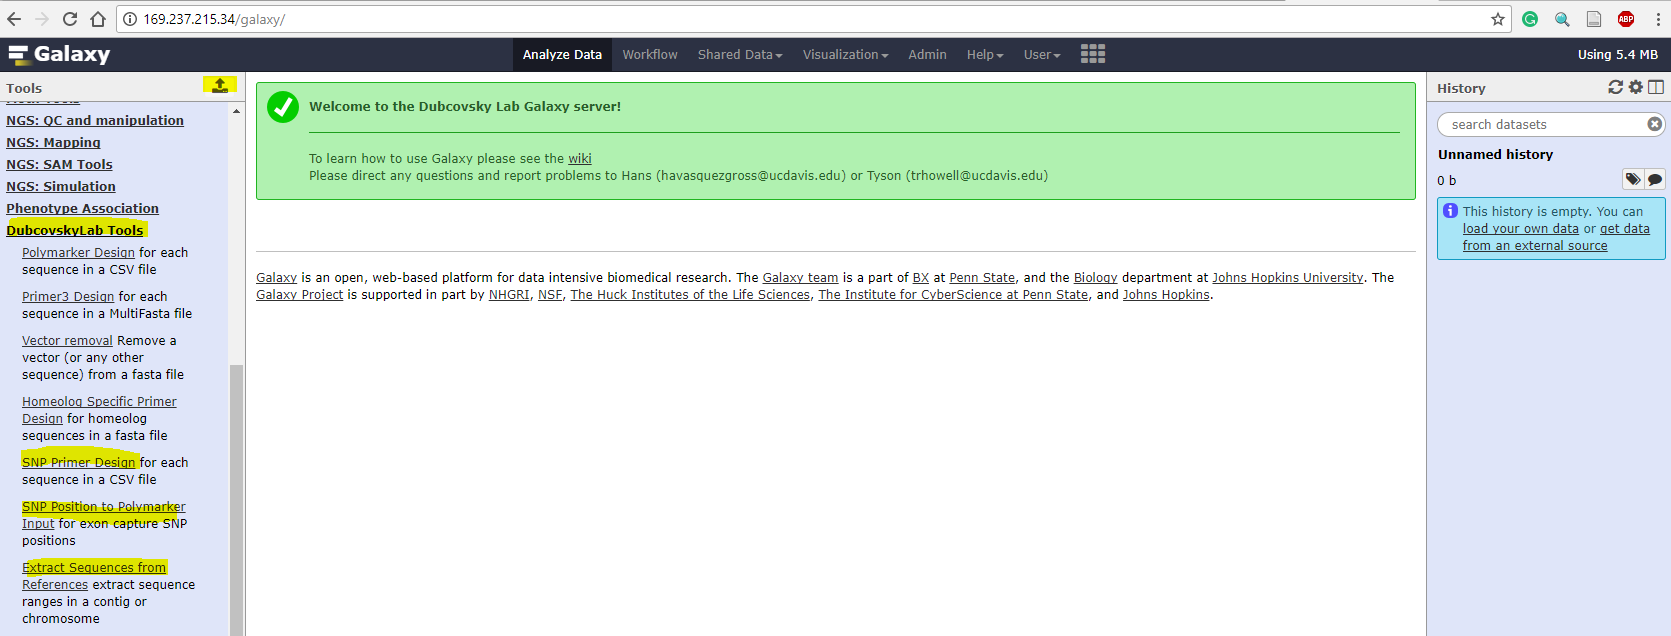 169.237.215.34/galaxy/
ABP
Galaxy
Analyze Data
Workflow
Shared Data
Visualization
Admin
Help
User
Using 5.4 MB
Tools
NGS: QC and manipulation
NGS: Mapping
NGS: SAM Tools
NGS: Simulation
Phenotype Association
DubcovskyLab Tools
Polymarker Design for each
sequence in a CSV file
Primer3 Design for each
sequence in a MultiFasta file
Vector removal Remove a
vector (or any other
sequence) from a fasta file
Homeolog Specific Primer
Design for homeolog
sequences in a fasta file
SNP Primer Design for each
sequence in a CSV file
SNP Position to Polymarker
Input for exon capture SNP
positions
Extract Sequences from
References extract sequence
ranges in a contig or
chromosome
Welcome to the Dubcovsky Lab Galaxy server!
To learn how to use Galaxy please see the wiki
Please direct any questions and report problems to Hans (havasquezgross@ucdavis.edu) or Tyson (trhowell@ucdavis.edu)
Galaxy is an open, web-based platform for data intensive biomedical research. The Galaxy team is a part of BX at Penn State, and the Biology department at Johns Hopkins University. The
Galaxy Project is supported in part by NHGRI, NSF, The Huck Institutes of the Life Sciences, The Institute for CyberScience at Penn State, and Johns Hopkins.
History
search datasets
Unnamed history
0 b
This history is empty. You can
load your own data or get data
from an external source